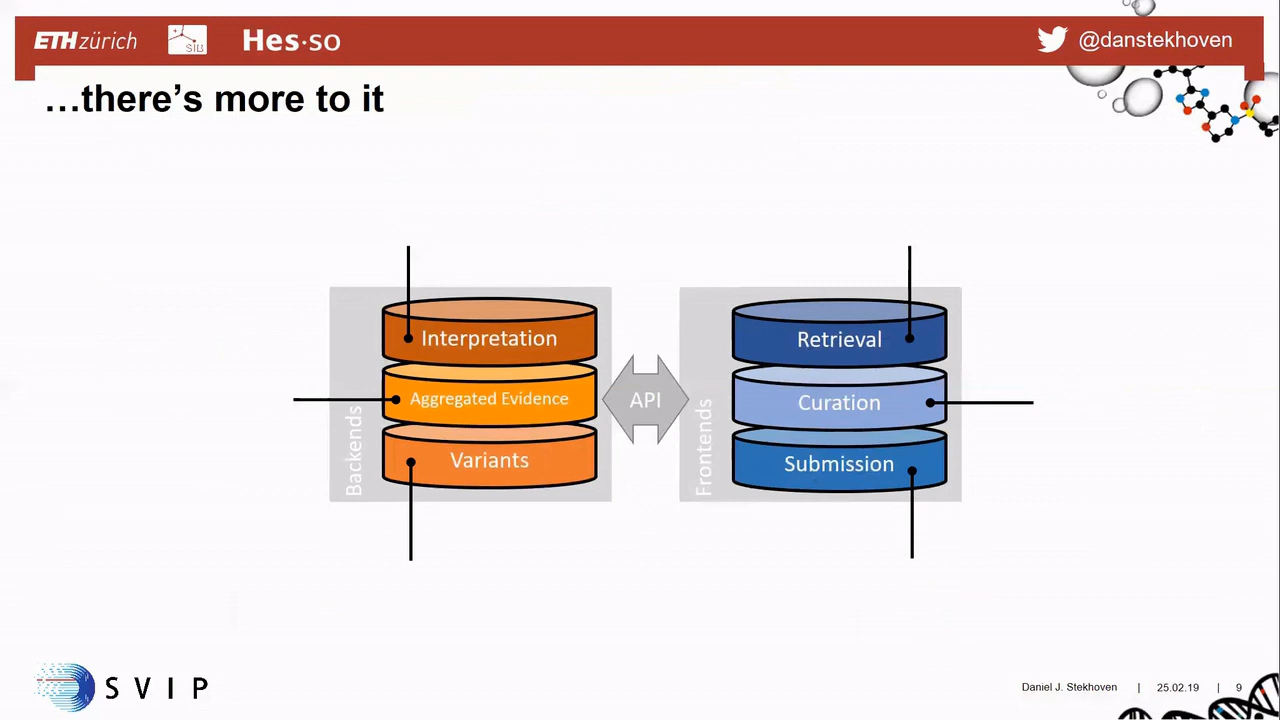 ETH zürich
SIB
Hes·so
@danstekhoven
…there's more to it
Backends
Interpretation
Aggregated Evidence
Variants
API
Frontends
Retrieval
Curation
Submission
SVIP
Daniel J. Stekhoven | 25.02.19 | 9